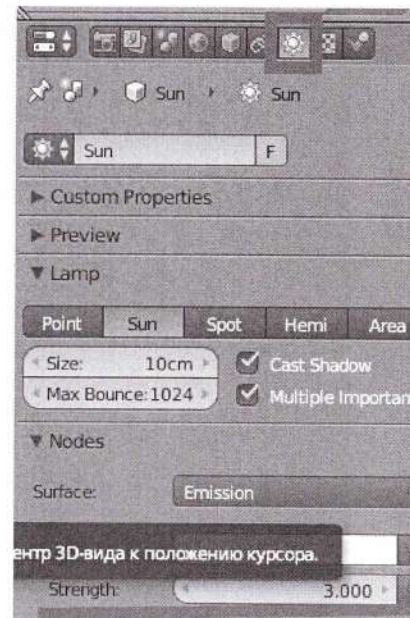 Sun Sun
Sun F
Custom Properties
Preview
Lamp
Point Sun Spot Hemi Area
Size: 10cm Cast Shadow
Max Bounce: 1024 Multiple Importan
Nodes
Surface: Emission
ентр 3D-вида к положению курсора.
Strength: 3.000